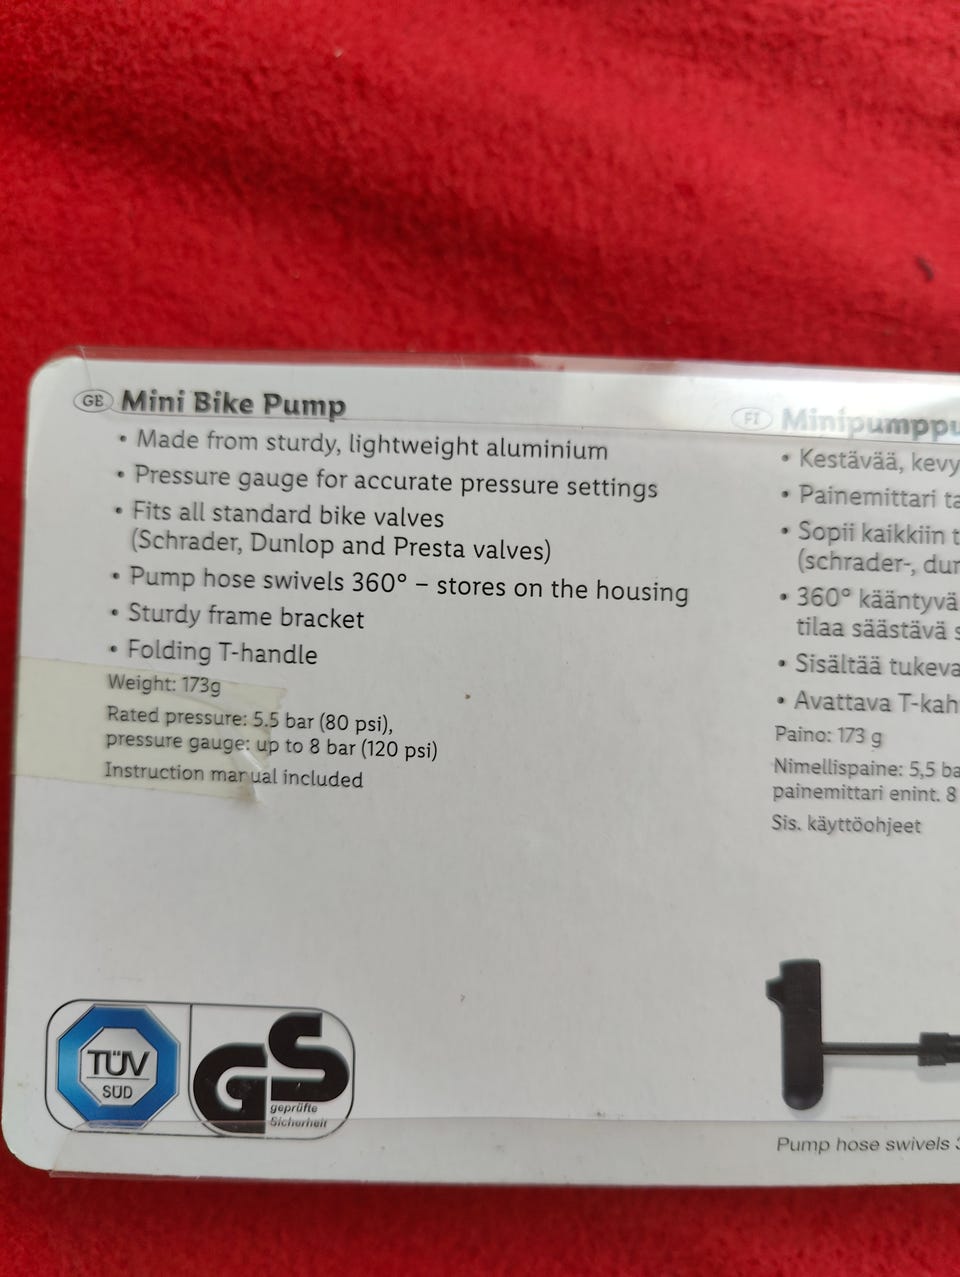 GB Mini Bike Pump
• Made from sturdy, lightweight aluminium
• Pressure gauge for accurate pressure settings
• Fits all standard bike valves
(Schrader, Dunlop and Presta valves)
• Pump hose swivels 360° – stores on the housing
• Sturdy frame bracket
• Folding T-handle
Weight: 173g
Rated pressure: 5.5 bar (80 psi),
pressure gauge: up to 8 bar (120 psi)
Instruction manual included
TÜV
SÜD
GS
geprüfte
Sicherheit
FI
• Kestävää,
• Painemittari
• Sopii kaikkiin
(schrader-,
• 360° kääntyvä
tilaa säästävä
• Sisältää
• Avattava
Paino: 173 g
Nimellispaine: 5,5
painemittari enint. 8
Sis. käyttöohjeet
Pump hose swivels